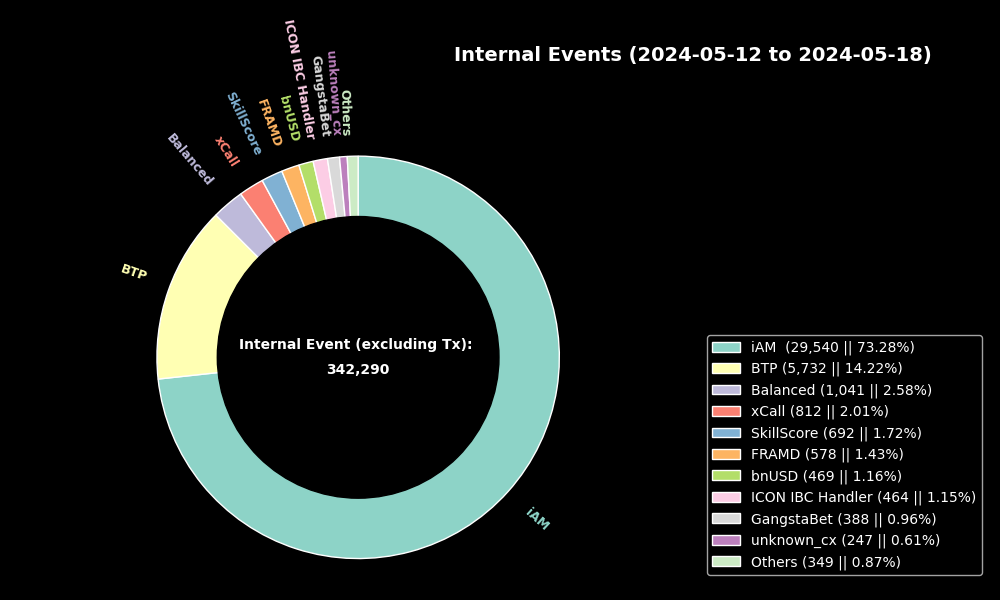 Internal Events (2024-05-12 to 2024-05-18)
Others
unknown_cx
GangstaBet
ICON IBC Handler
bnUSD
FRAMD
SkillScore
xCall
Balanced
BTP
iAM
Internal Event (excluding Tx):
342,290
iAM  (29,540 || 73.28%)
BTP (5,732 || 14.22%)
Balanced (1,041 || 2.58%)
xCall (812 || 2.01%)
SkillScore (692 || 1.72%)
FRAMD (578 || 1.43%)
bnUSD (469 || 1.16%)
ICON IBC Handler (464 || 1.15%)
GangstaBet (388 || 0.96%)
unknown_cx (247 || 0.61%)
Others (349 || 0.87%)